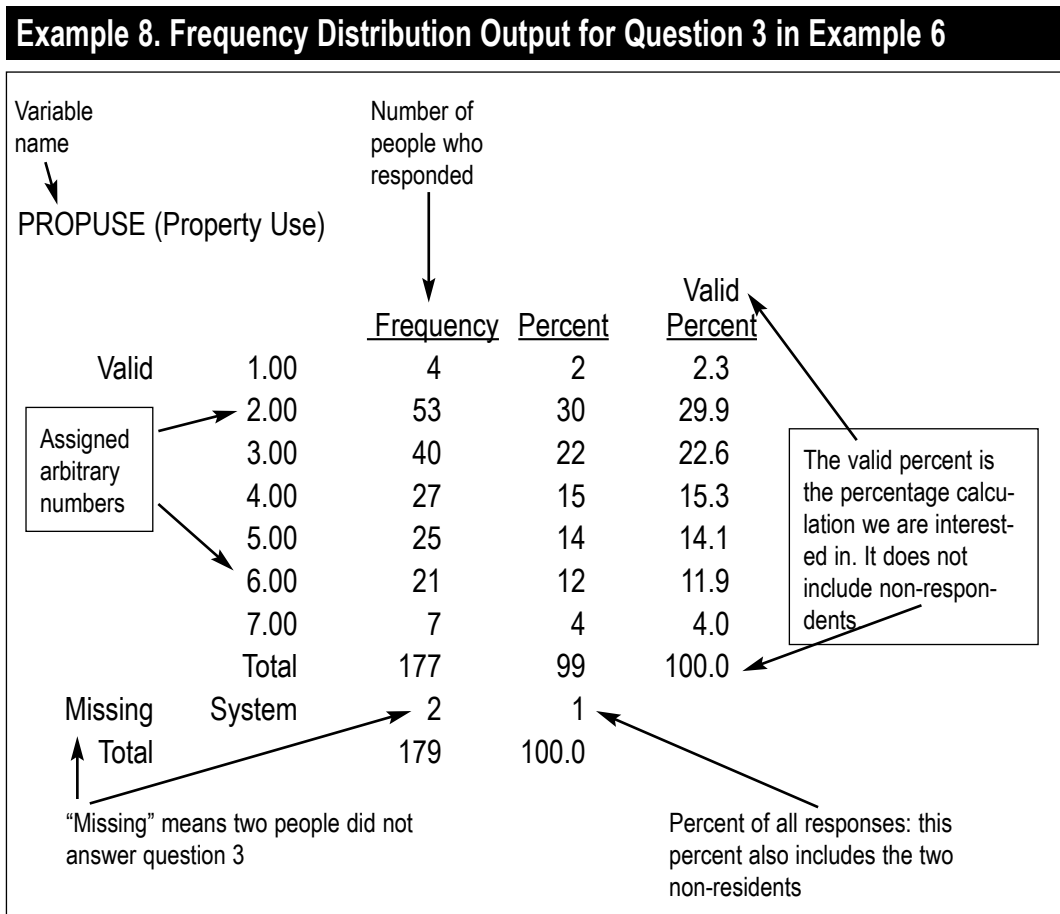 Example 8. Frequency Distribution Output for Question 3 in Example 6
Variable
name
Number of
people who
responded
PROPUSE (Property Use)
Valid
Frequency Percent Percent
Valid 1.00 4 2 2.3
2.00 53 30 29.9
3.00 40 22 22.6
4.00 27 15 15.3
5.00 25 14 14.1
6.00 21 12 11.9
7.00 7 4 4.0
Total 177 99 100.0
Missing System 2 1
Total 179 100.0
Assigned
arbitrary
numbers
The valid percent is
the percentage calcu-
lation we are interest-
ed in. It does not
include non-respon-
dents
"Missing" means two people did not
answer question 3
Percent of all responses: this
percent also includes the two
non-residents